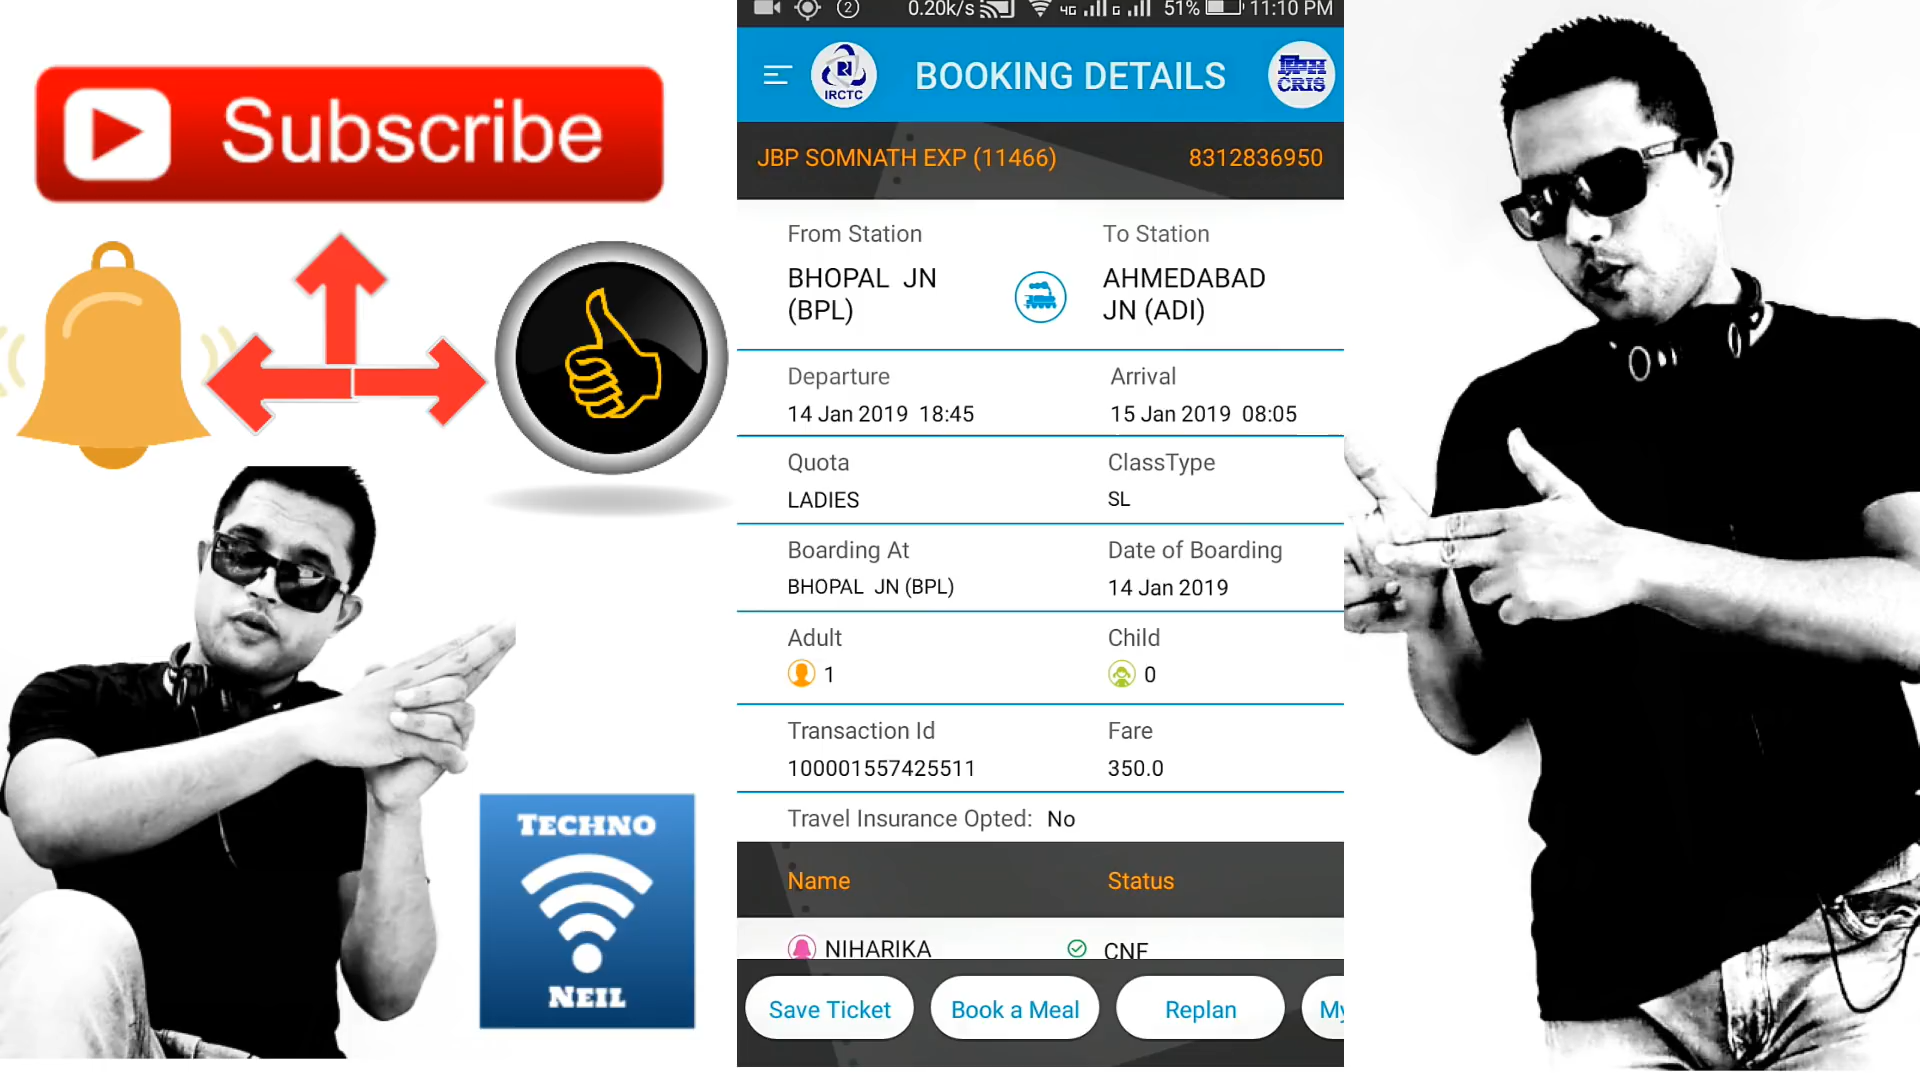 Subscribe
TECHNO
NEIL
2
0.20k/s 4G G 51% 11:10 PM
IRCTC
BOOKING DETAILS
CRIS
JBP SOMNATH EXP (11466) 8312836950
From Station To Station
BHOPAL JN AHMEDABAD
(BPL) JN (ADI)
Departure Arrival
14 Jan 2019 18:45 15 Jan 2019 08:05
Quota ClassType
LADIES SL
Boarding At Date of Boarding
BHOPAL JN (BPL) 14 Jan 2019
Adult Child
1 0
Transaction Id Fare
100001557425511 350.0
Travel Insurance Opted: No
Name Status
NIHARIKA CNF
Save Ticket Book a Meal Replan My